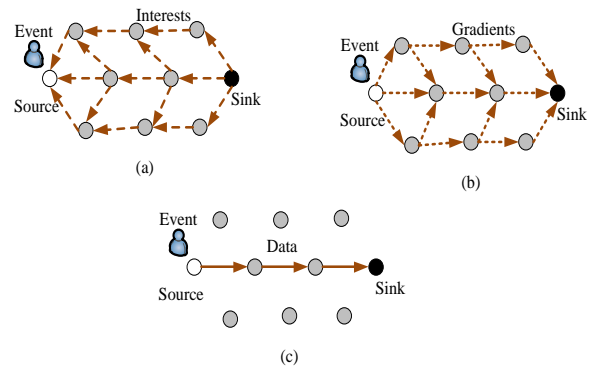 Interests
Event
Source
Sink
(a)
Gradients
Event
Source
Sink
(b)
Event
Data
Source
Sink
(c)